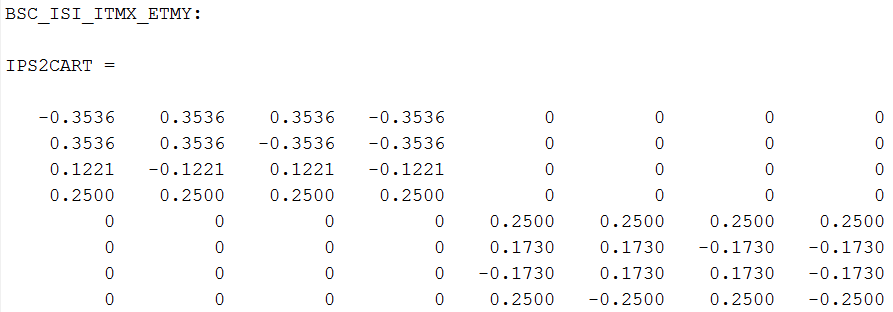 BSC_ISI_ITMX_ETMY:
IPS2CART =
-0.3536 0.3536 0.3536 -0.3536 0 0 0 0
0.3536 0.3536 -0.3536 -0.3536 0 0 0 0
0.1221 -0.1221 0.1221 -0.1221 0 0 0 0
0.2500 0.2500 0.2500 0.2500 0 0 0 0
0 0 0 0 0.2500 0.2500 0.2500 0.2500
0 0 0 0 0.1730 0.1730 -0.1730 -0.1730
0 0 0 0 -0.1730 0.1730 0.1730 -0.1730
0 0 0 0 0.2500 -0.2500 0.2500 -0.2500